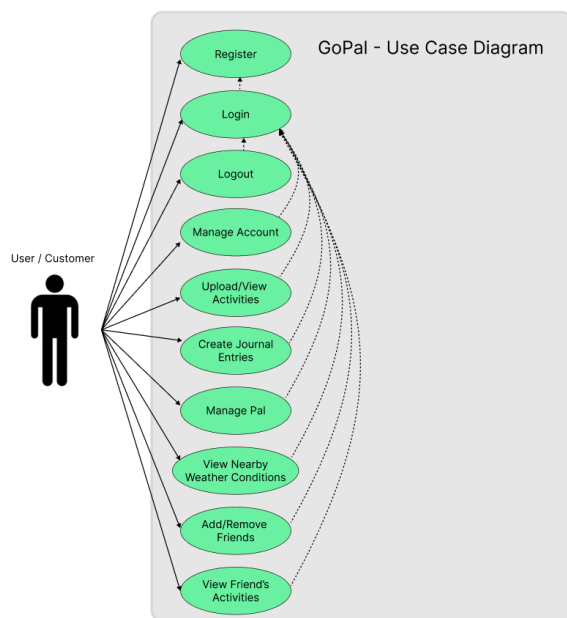 GoPal - Use Case Diagram
Register
Login
Logout
Manage Account
User / Customer
Upload/View
Activities
Create Journal
Entries
Manage Pal
View Nearby
Weather Conditions
Add/Remove
Friends
View Friend's
Activities